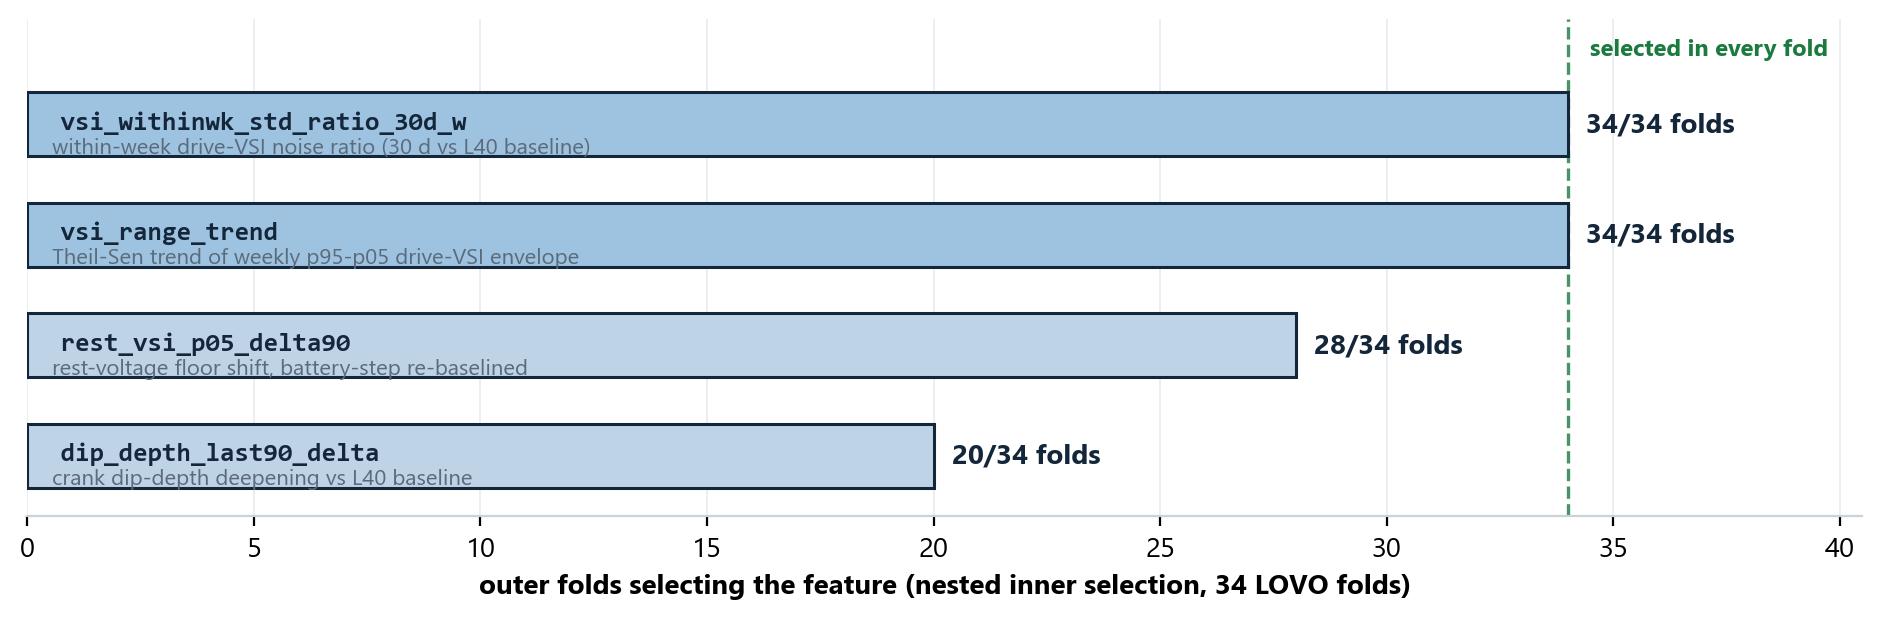 selected in every fold
vsi_withinwk_std_ratio_30d_w
within-week drive-VSI noise ratio (30 d vs L40 baseline)
34/34 folds
vsi_range_trend
Theil-Sen trend of weekly p95-p05 drive-VSI envelope
34/34 folds
rest_vsi_p05_delta90
rest-voltage floor shift, battery-step re-baselined
28/34 folds
dip_depth_last90_delta
crank dip-depth deepening vs L40 baseline
20/34 folds
0 5 10 15 20 25 30 35 40
outer folds selecting the feature (nested inner selection, 34 LOVO folds)